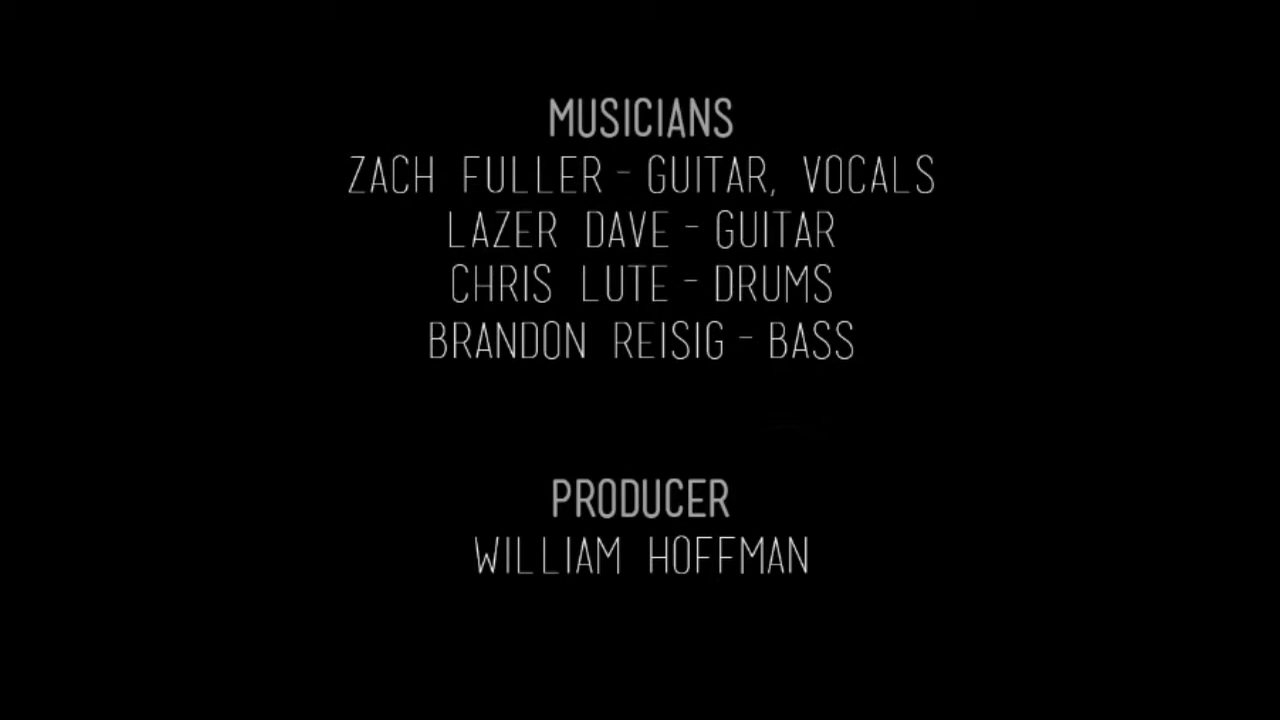 MUSICIANS
ZACH FULLER - GUITAR, VOCALS
LAZER DAVE - GUITAR
CHRIS LUTE - DRUMS
BRANDON REISIG - BASS
PRODUCER
WILLIAM HOFFMAN